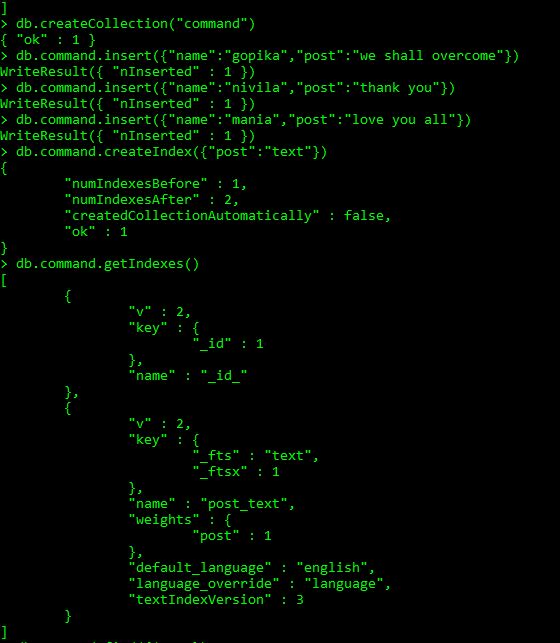 ]
> db.createCollection("command")
{ "ok" : 1 }
> db.command.insert({"name":"gopika","post":"we shall overcome"})
WriteResult({ "nInserted" : 1 })
> db.command.insert({"name":"nivila","post":"thank you"})
WriteResult({ "nInserted" : 1 })
> db.command.insert({"name":"mania","post":"love you all"})
WriteResult({ "nInserted" : 1 })
> db.command.createIndex({"post":"text"})
{
        "numIndexesBefore" : 1,
        "numIndexesAfter" : 2,
        "createdCollectionAutomatically" : false,
        "ok" : 1
}
> db.command.getIndexes()
[
        {
                "v" : 2,
                "key" : {
                        "_id" : 1
                },
                "name" : "_id_"
        },
        {
                "v" : 2,
                "key" : {
                        "_fts" : "text",
                        "_ftsx" : 1
                },
                "name" : "post_text",
                "weights" : {
                        "post" : 1
                },
                "default_language" : "english",
                "language_override" : "language",
                "textIndexVersion" : 3
        }
]